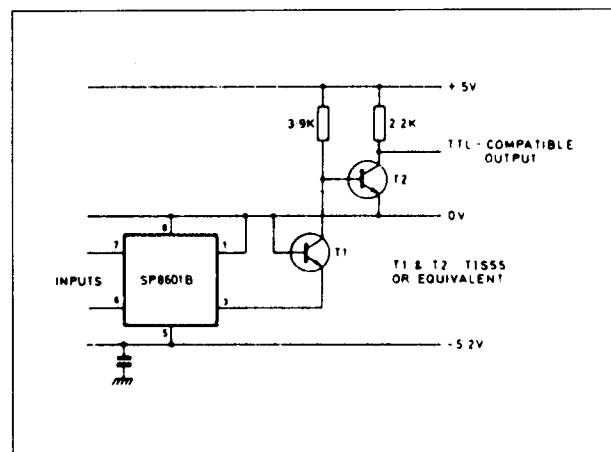 + 5V
3·9K
2·2K
TTL - COMPATIBLE
OUTPUT
T2
0V
8
7
1
T1
INPUTS
SP8601B
T1 & T2 TIS55
OR EQUIVALENT
6
3
5
- 5·2V